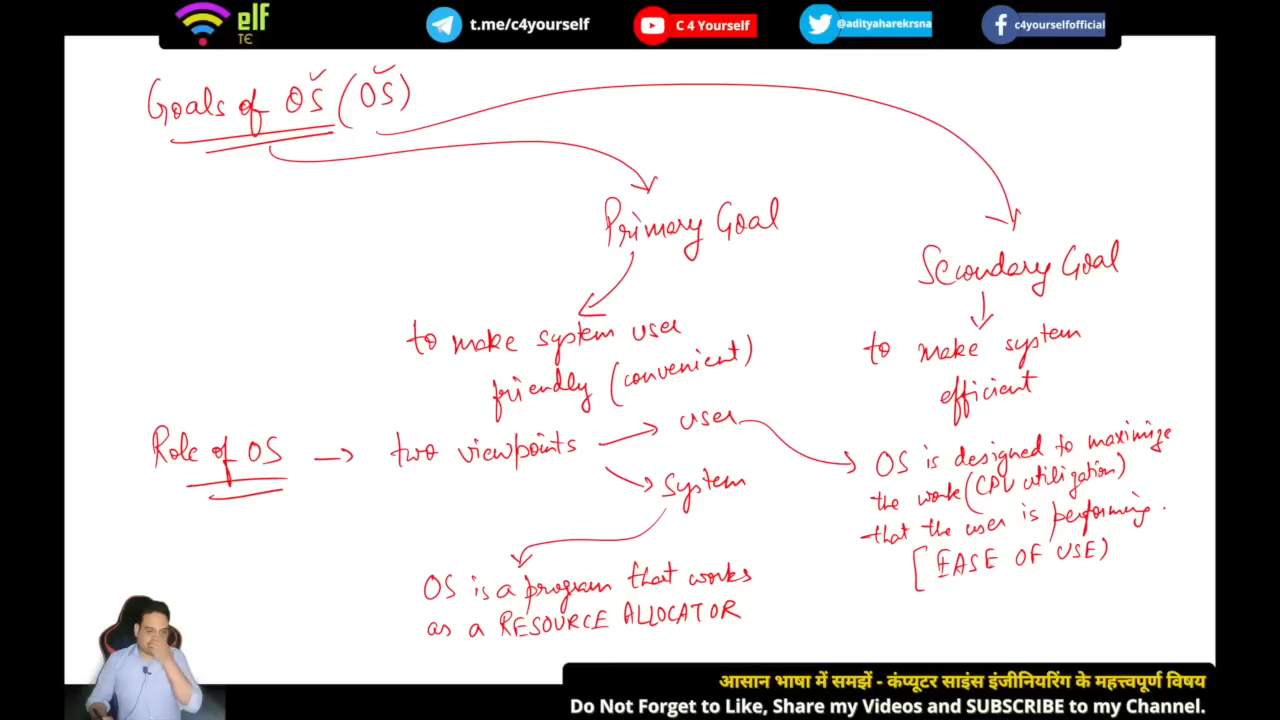 elf
TE
t.me/c4yourself
C 4 Yourself
@adityaharekrsna
c4yourselfofficial
Goals of OS (OS)
Primary Goal
Secondary Goal
to make system user
friendly (convenient)
to make system
efficient
Role of OS → two viewpoints
user
System
OS is designed to maximize
the work (CPU utilization)
that the user is performing.
[EASE OF USE)
OS is a program that works
as a RESOURCE ALLOCATOR
आसान भाषा में समझें - कंप्यूटर साइंस इंजीनियरिंग के महत्त्वपूर्ण विषय
Do Not Forget to Like, Share my Videos and SUBSCRIBE to my Channel.